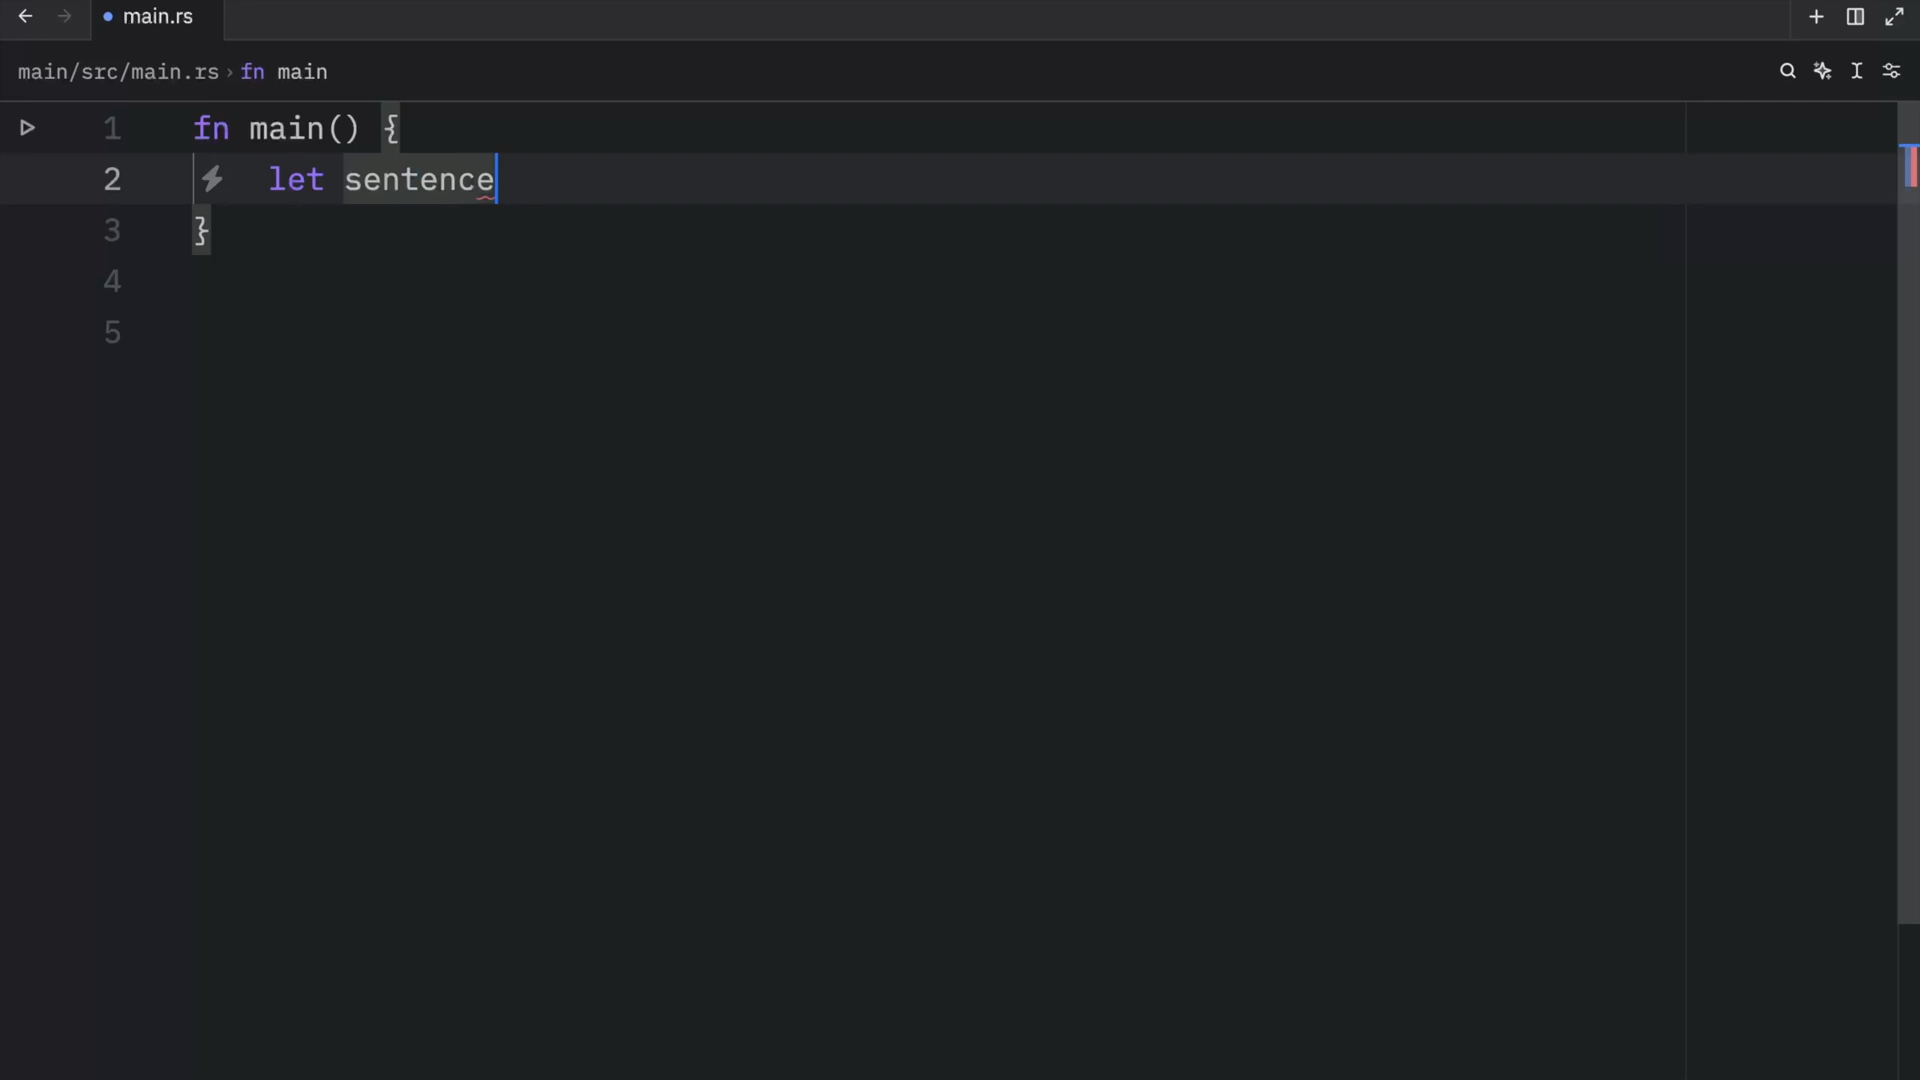 main.rs
main/src/main.rs › fn main
1 fn main() {
2 let sentence
3 }
4
5